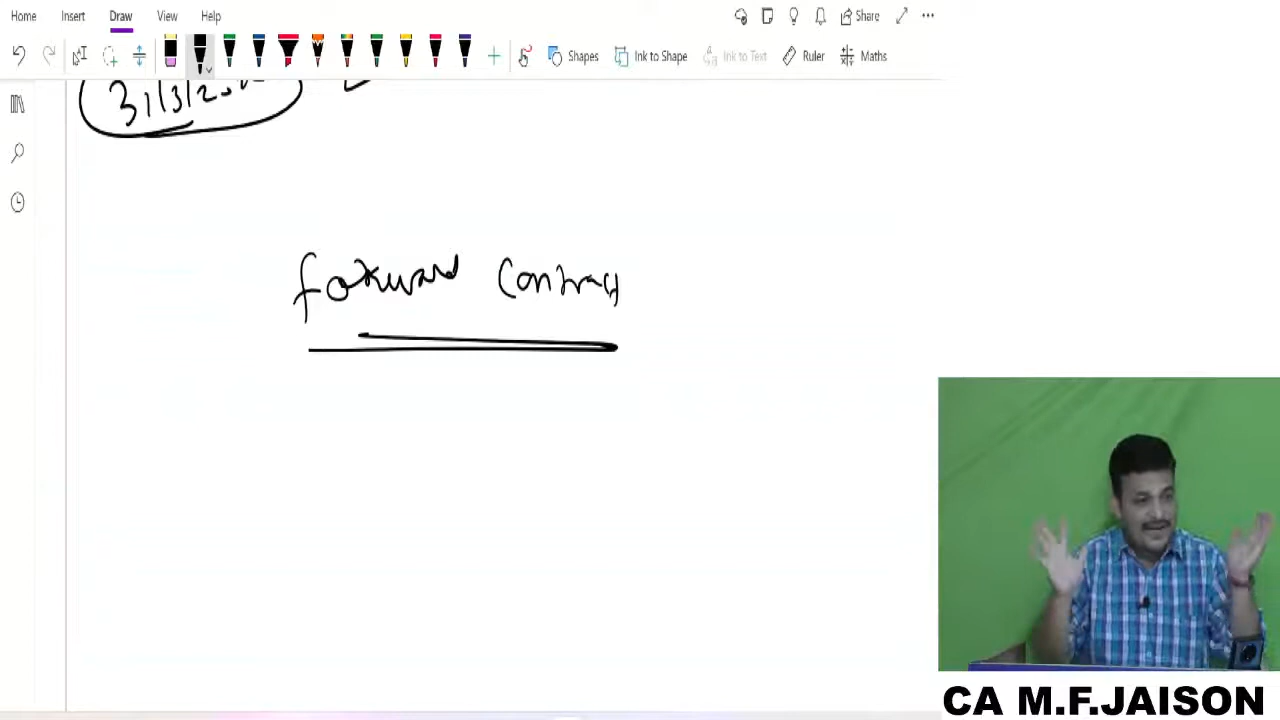 Home Insert Draw View Help Share
Shapes Ink to Shape Ink to Text Ruler Maths
forward Contract
CA M.F.JAISON